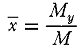 x̄ = M_y / M